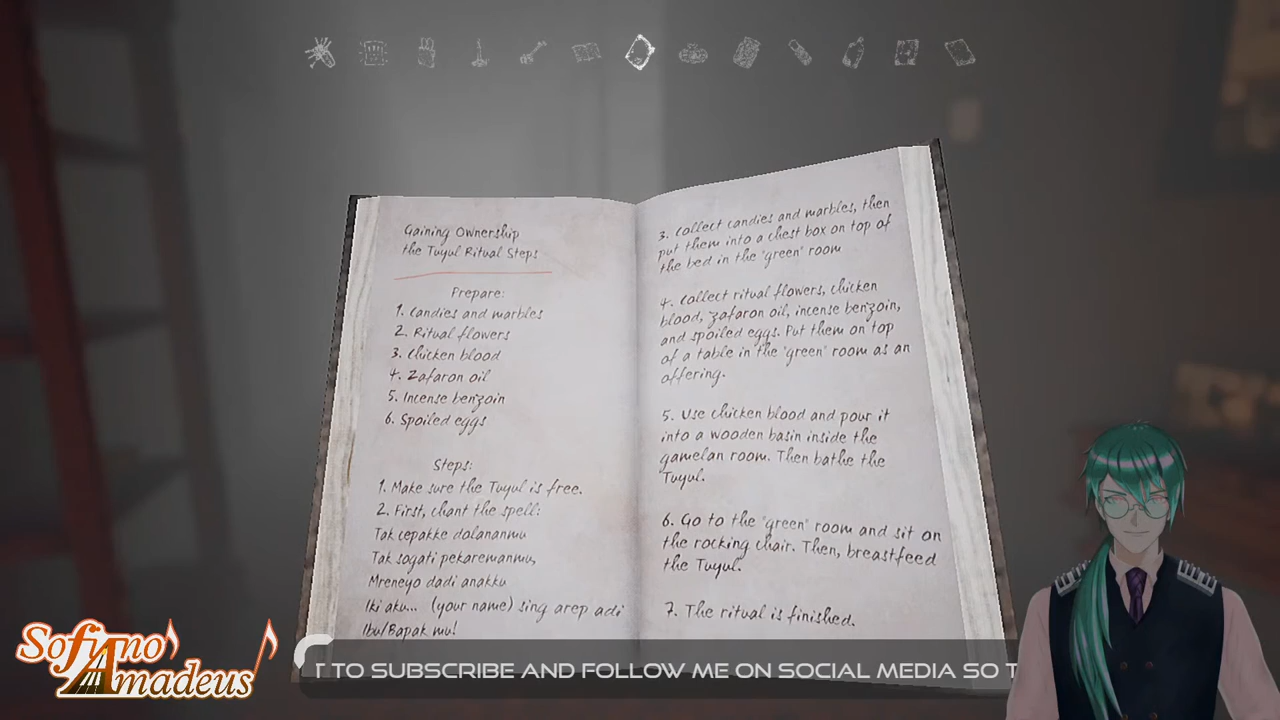 Gaining Ownership
the Tuyul Ritual Steps
Prepare:
1. Candies and marbles
2. Ritual flowers
3. Chicken blood
4. Zafaron oil
5. Incense benzoin
6. Spoiled eggs
Steps:
1. Make sure the Tuyul is free.
2. First, chant the spell:
Tak cepakke dolananmu
Tak sogati pekaremanmu,
Mreneyo dadi anakku
Iki aku... (your name) sing arep adi
Ibu/Bapak mu!
3. Collect candies and marbles, then
put them into a chest box on top of
the bed in the "green" room
4. Collect ritual flowers, chicken
blood, zafaron oil, incense benzoin,
and spoiled eggs. Put them on top
of a table in the "green" room as an
offering.
5. Use chicken blood and pour it
into a wooden basin inside the
gamelan room. Then bathe the
Tuyul.
6. Go to the "green" room and sit on
the rocking chair. Then, breastfeed
the Tuyul.
7. The ritual is finished.
Sofiano
Amadeus
T TO SUBSCRIBE AND FOLLOW ME ON SOCIAL MEDIA SO T